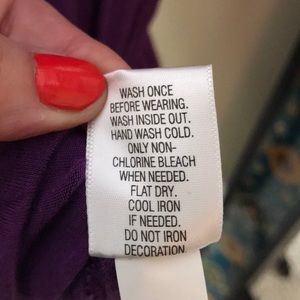 WASH ONCE
BEFORE WEARING.
WASH INSIDE OUT.
HAND WASH COLD.
ONLY NON-
CHLORINE BLEACH
WHEN NEEDED.
FLAT DRY.
COOL IRON
IF NEEDED.
DO NOT IRON
DECORATION.